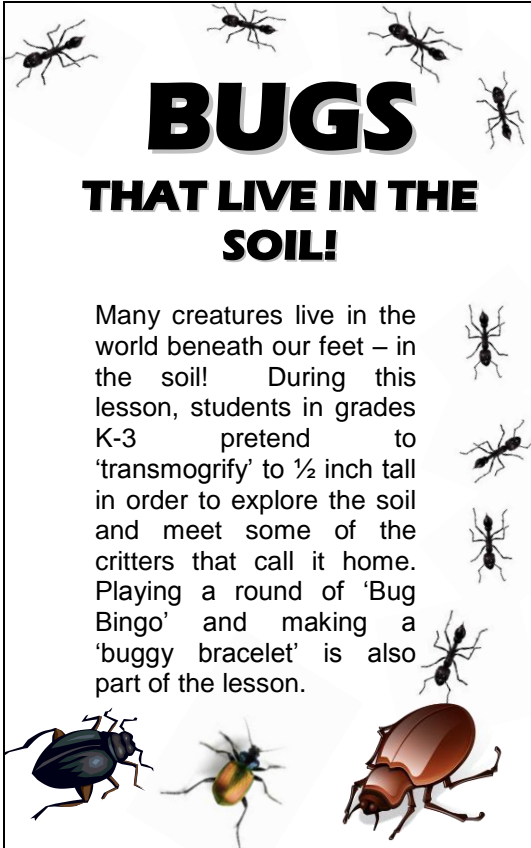 BUGS
THAT LIVE IN THE
SOIL!
Many creatures live in the
world beneath our feet – in
the soil! During this
lesson, students in grades
K-3 pretend to
‘transmogrify’ to ½ inch tall
in order to explore the soil
and meet some of the
critters that call it home.
Playing a round of ‘Bug
Bingo’ and making a
‘buggy bracelet’ is also
part of the lesson.